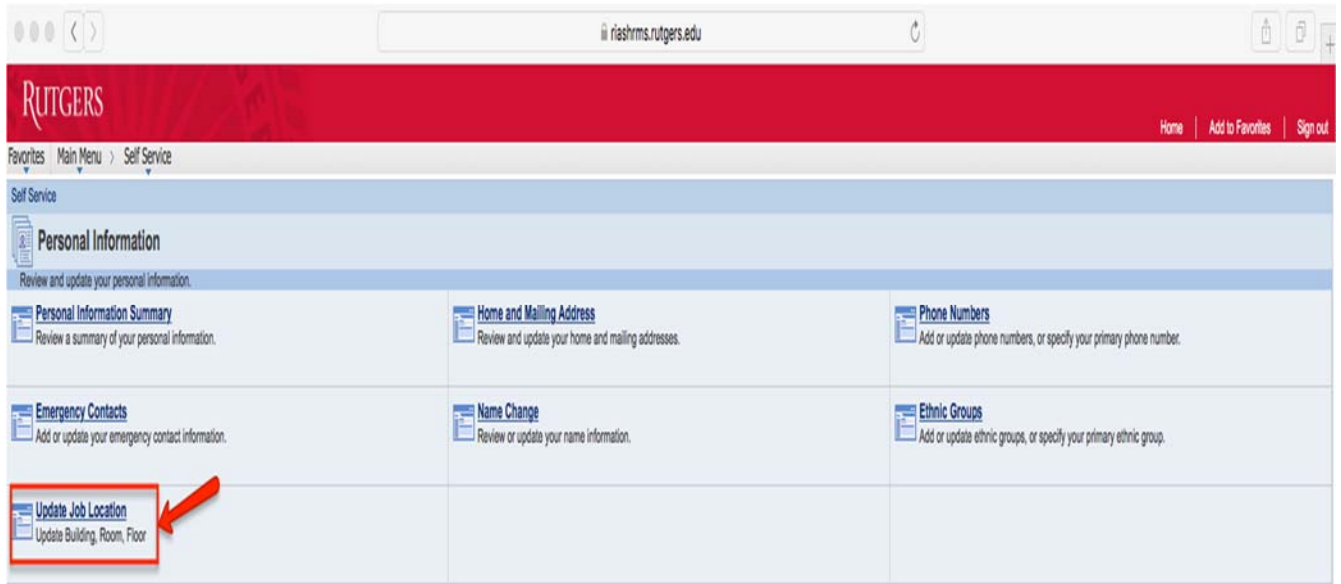 riashrms.rutgers.edu
RUTGERS
Home | Add to Favorites | Sign out
Favorites | Main Menu > Self Service
Self Service
Personal Information
Review and update your personal information.
Personal Information Summary
Review a summary of your personal information.
Home and Mailing Address
Review and update your home and mailing addresses.
Phone Numbers
Add or update phone numbers, or specify your primary phone number.
Emergency Contacts
Add or update your emergency contact information.
Name Change
Review or update your name information.
Ethnic Groups
Add or update ethnic groups, or specify your primary ethnic group.
Update Job Location
Update Building, Room, Floor